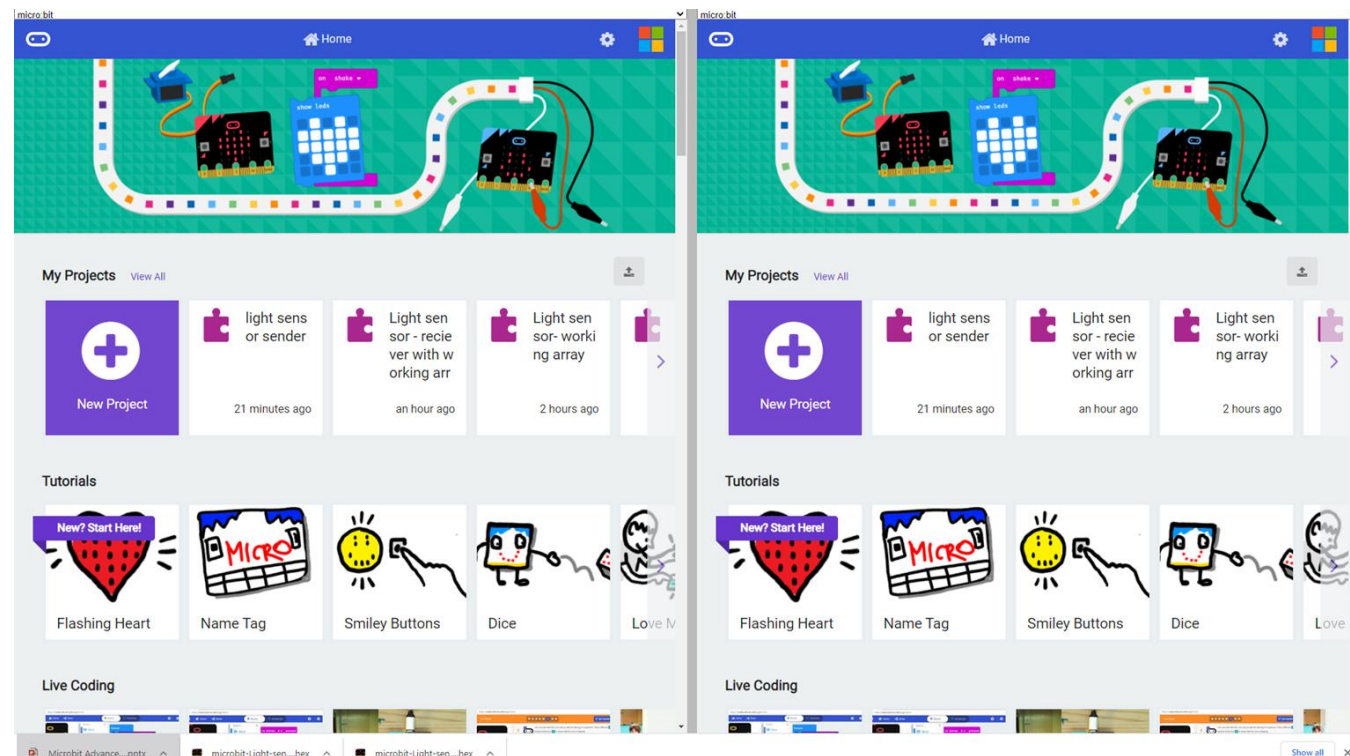 micro:bit
Home
on shake
show leds
My Projects View All
New Project
light sens
or sender
21 minutes ago
Light sen
sor - recie
ver with w
orking arr
an hour ago
Light sen
sor- worki
ng array
2 hours ago
Tutorials
New? Start Here!
MICRO
Flashing Heart
Name Tag
Smiley Buttons
Dice
Love M
Live Coding
micro:bit
Home
on shake
show leds
My Projects View All
New Project
light sens
or sender
21 minutes ago
Light sen
sor - recie
ver with w
orking arr
an hour ago
Light sen
sor- worki
ng array
2 hours ago
Tutorials
New? Start Here!
MICRO
Flashing Heart
Name Tag
Smiley Buttons
Dice
Love
Live Coding
Microbit Advance....pptx
microbit-Light-sen....hex
microbit-Light-sen....hex
Show all